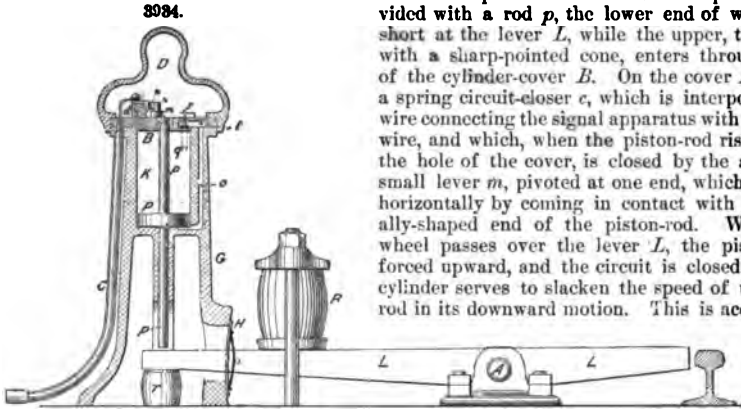 3934.
vided with a rod p, the lower end of w
short at the lever L, while the upper, t
with a sharp-pointed cone, enters throu
of the cylinder-cover B. On the cover
a spring circuit-closer c, which is interpo
wire connecting the signal apparatus with
wire, and which, when the piston-rod ris
the hole of the cover, is closed by the a
small lever m, pivoted at one end, which
horizontally by coming in contact with
ally-shaped end of the piston-rod. W
wheel passes over the lever L, the pis
forced upward, and the circuit is closed
cylinder serves to slacken the speed of
rod in its downward motion. This is ac
D
B
q
K
P
o
P
G
C
R
H
P
T
L
A
L